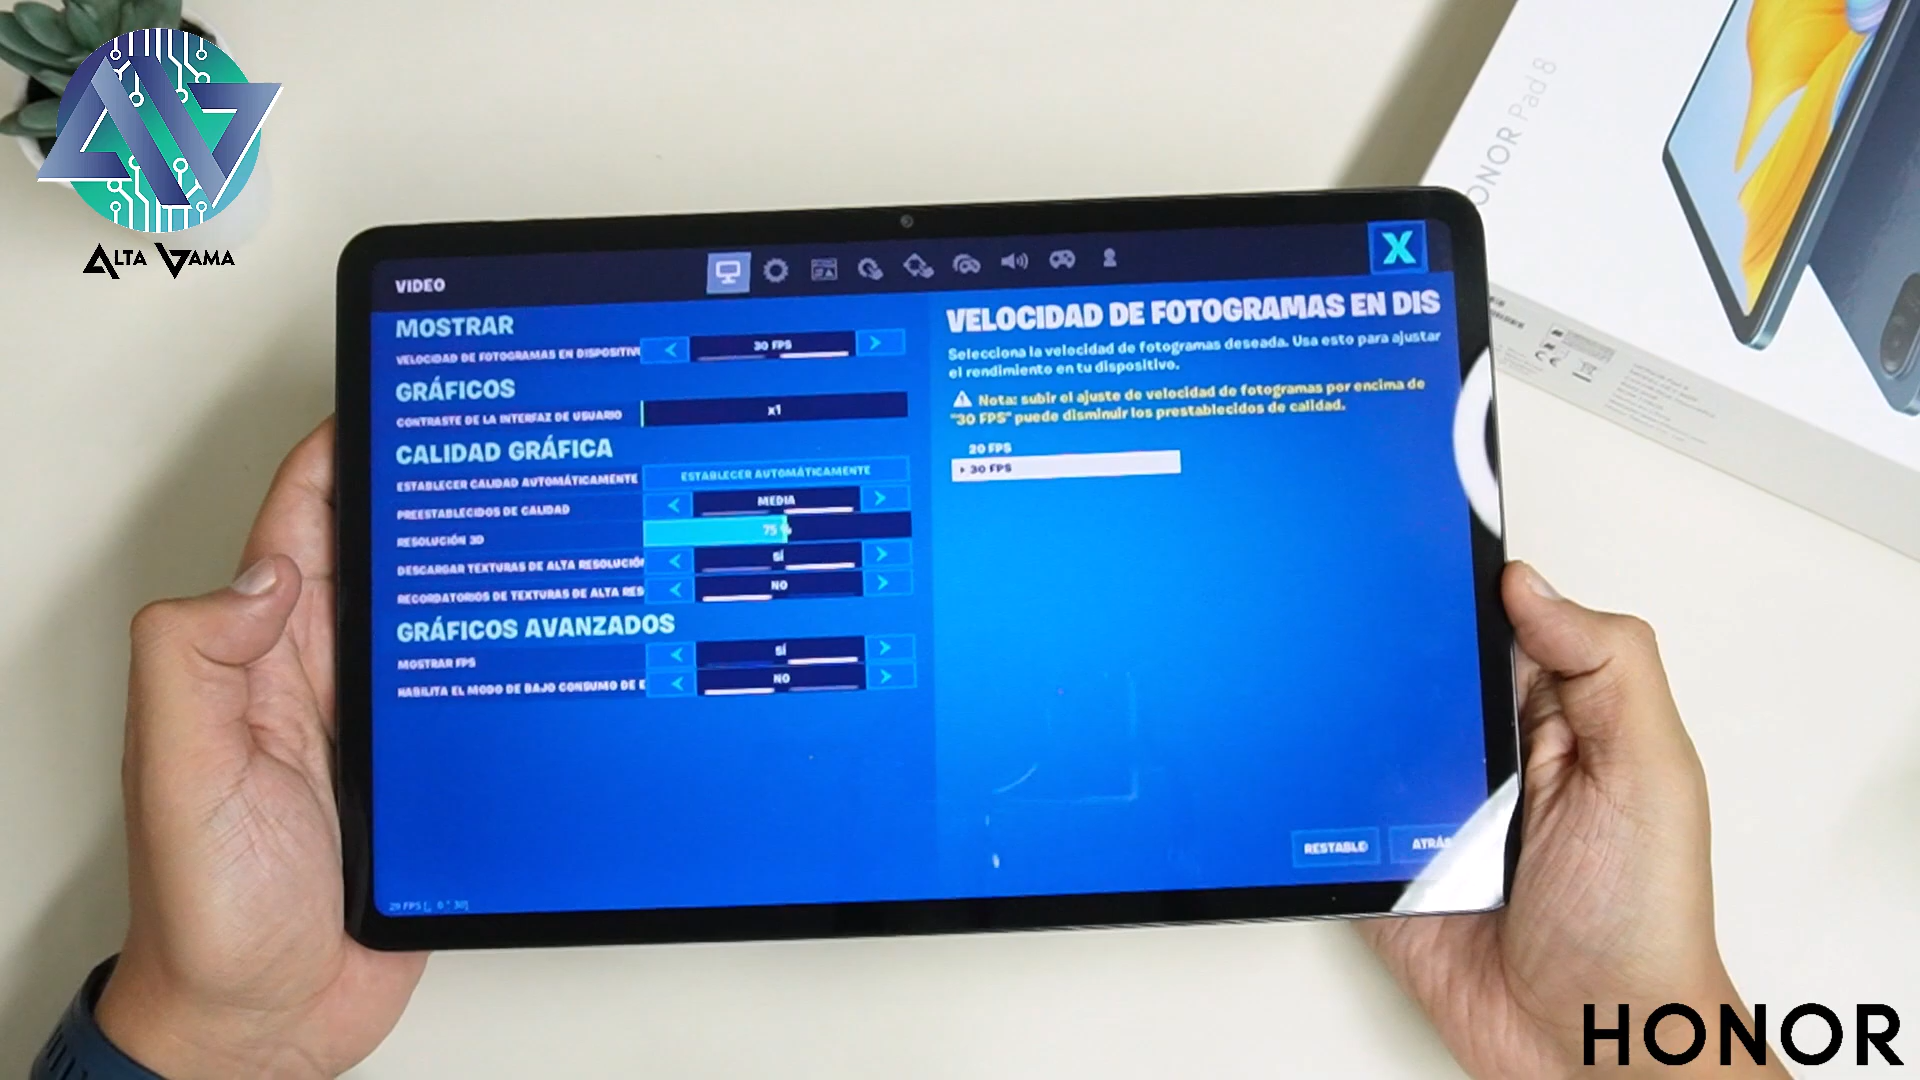 ALTA GAMA
HONOR Pad 8
VIDEO
X
MOSTRAR
VELOCIDAD DE FOTOGRAMAS EN DISPOSITIV
30 FPS
GRÁFICOS
CONTRASTE DE LA INTERFAZ DE USUARIO
x1
CALIDAD GRÁFICA
ESTABLECER CALIDAD AUTOMÁTICAMENTE
ESTABLECER AUTOMÁTICAMENTE
PREESTABLECIDOS DE CALIDAD
MEDIA
RESOLUCIÓN 3D
75 %
DESCARGAR TEXTURAS DE ALTA RESOLUCIÓN
SÍ
RECORDATORIOS DE TEXTURAS DE ALTA RES
NO
GRÁFICOS AVANZADOS
MOSTRAR FPS
SÍ
HABILITA EL MODO DE BAJO CONSUMO DE E
NO
VELOCIDAD DE FOTOGRAMAS EN DIS
Selecciona la velocidad de fotogramas deseada. Usa esto para ajustar
el rendimiento en tu dispositivo.
Nota: subir el ajuste de velocidad de fotogramas por encima de
"30 FPS" puede disminuir los prestablecidos de calidad.
20 FPS
30 FPS
RESTABLE
ATRÁS
29 FPS
HONOR